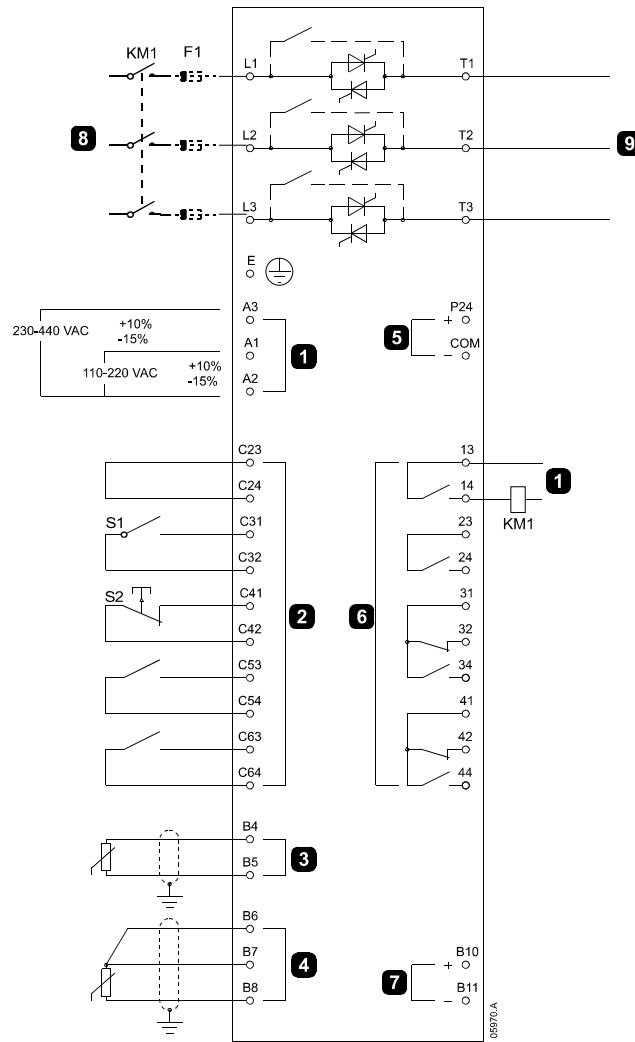 KM1 F1 L1 T1
8 L2 T2 9
L3 T3
E
A3 P24
230-440 VAC +10% -15% 5 +
A1 1 COM
110-220 VAC +10% -15% –
A2
C23 13
C24 14 1
KM1
S1 C31 23
C32 24
S2 C41 31
C42 2 6 32
C53 34
C54 41
C63 42
C64 44
B4
B5 3
B6
B7 4 B10 +
B8 7 B11 –
05970.A